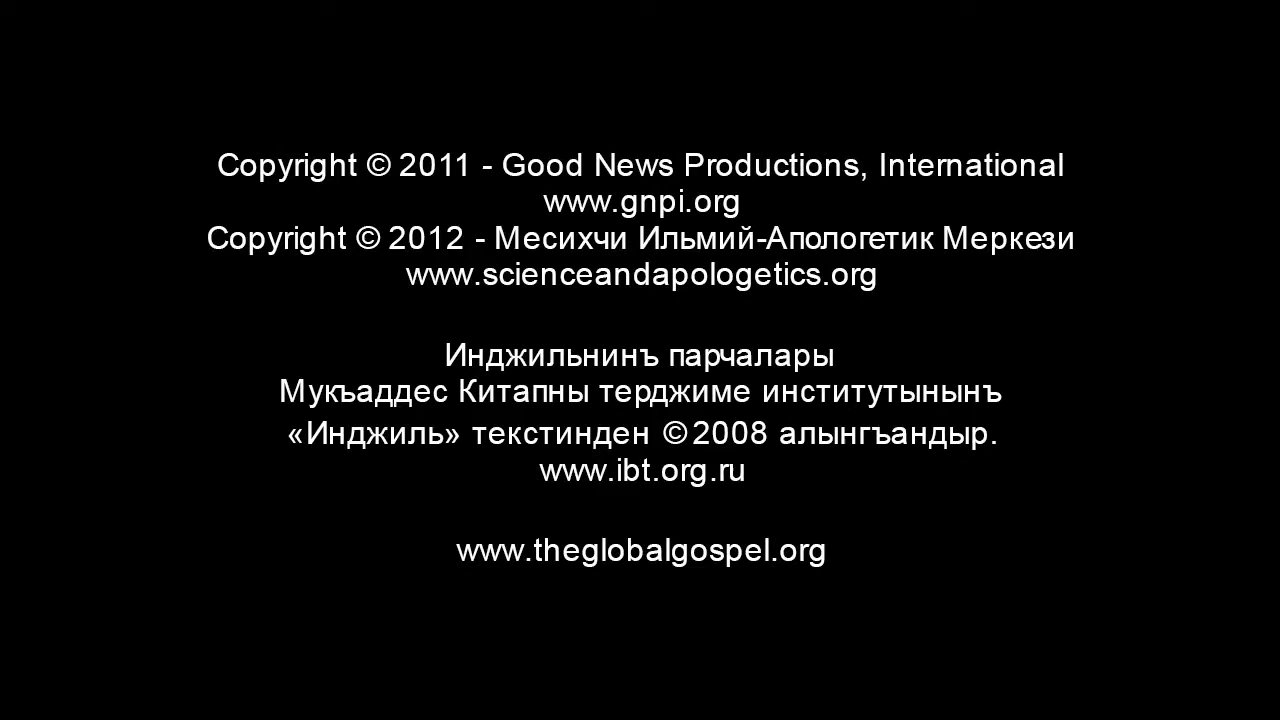 Copyright © 2011 - Good News Productions, International
www.gnpi.org
Copyright © 2012 - Месихчи Ильмий-Апологетик Меркези
www.scienceandapologetics.org
Инджильнинъ парчалары
Мукъаддес Китапны терджиме институтынынъ
«Инджиль» текстинден © 2008 алынгъандыр.
www.ibt.org.ru
www.theglobalgospel.org